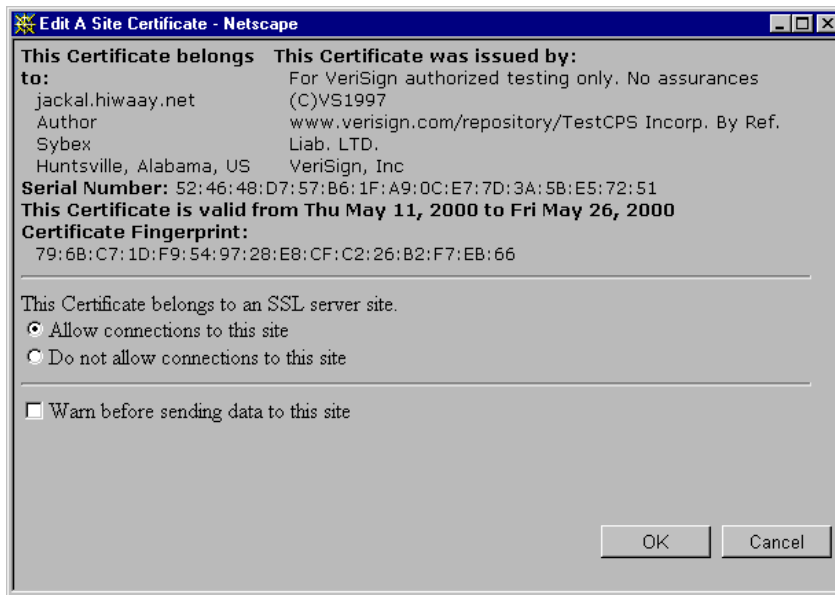 Edit A Site Certificate - Netscape
This Certificate belongs to:
jackal.hiwaay.net
Author
Sybex
Huntsville, Alabama, US
This Certificate was issued by:
For VeriSign authorized testing only. No assurances
(C)VS1997
www.verisign.com/repository/TestCPS Incorp. By Ref.
Liab. LTD.
VeriSign, Inc
Serial Number: 52:46:48:D7:57:B6:1F:A9:0C:E7:7D:3A:5B:E5:72:51
This Certificate is valid from Thu May 11, 2000 to Fri May 26, 2000
Certificate Fingerprint:
79:6B:C7:1D:F9:54:97:28:E8:CF:C2:26:B2:F7:EB:66
This Certificate belongs to an SSL server site.
Allow connections to this site
Do not allow connections to this site
Warn before sending data to this site
OK
Cancel